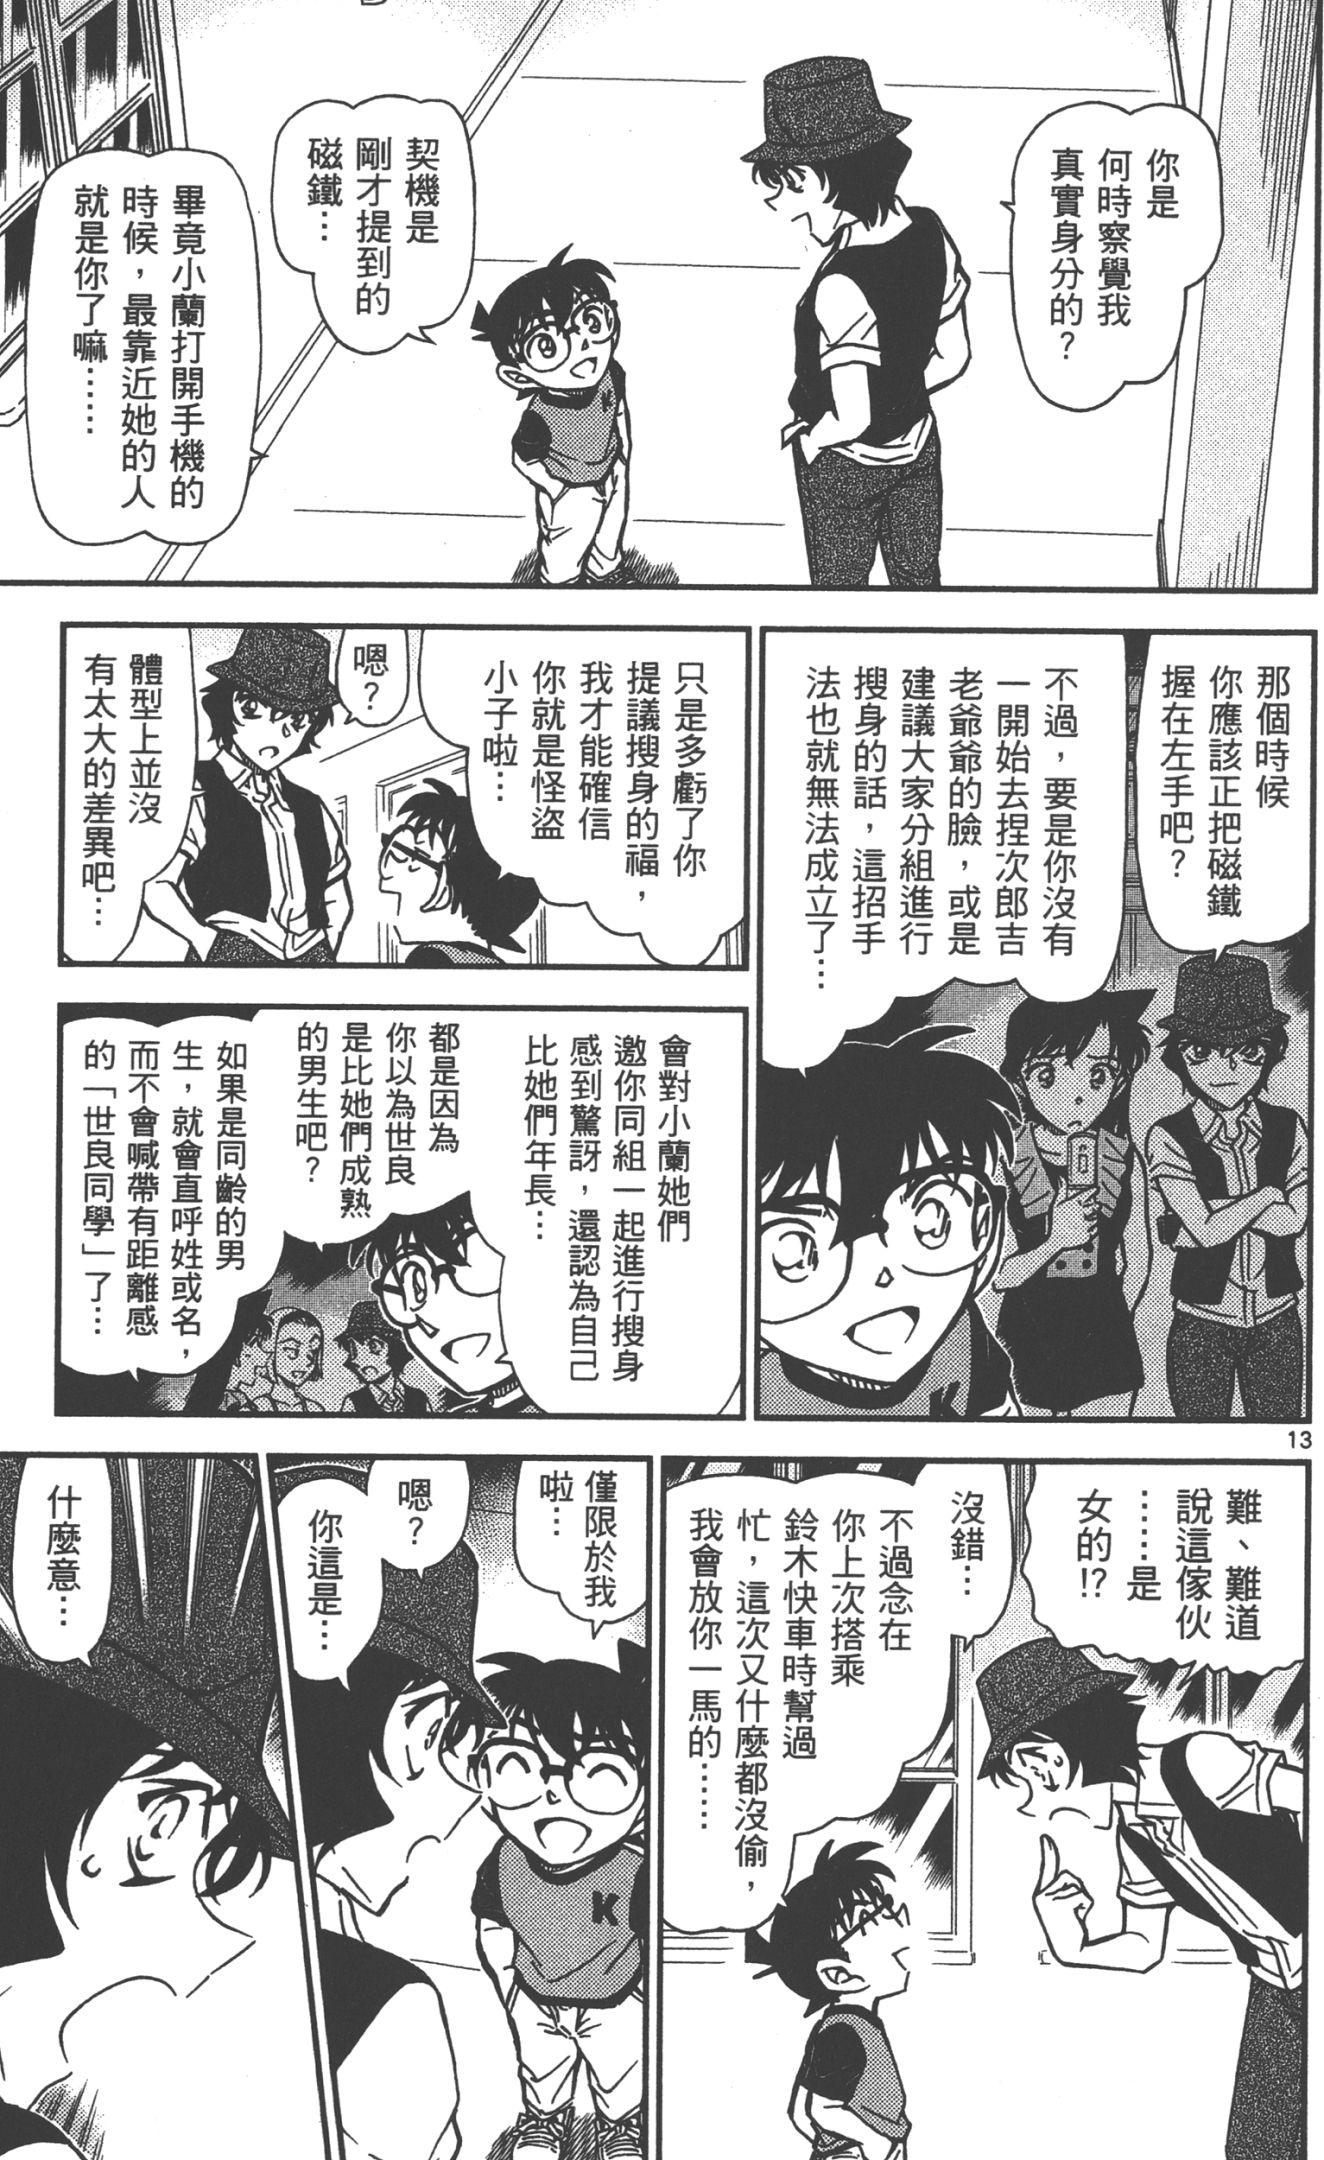 你是
何時察覺我
真實身分的？
契機是
剛才提到的
磁鐵…
畢竟小蘭打開手機的
時候，最靠近她的人
就是你了嘛……
那個時候
你應該正把磁鐵
握在左手吧？
不過，要是你沒有
一開始去捏次郎吉
老爺爺的臉，或是
建議大家分組進行
搜身的話，這招手
法也就無法成立了…
只是多虧了你
提議搜身的福，
我才能確信
你就是怪盜
小子啦…
嗯？
體型上並沒
有太大的差異吧…
會對小蘭她們
邀你同組一起進行搜身
感到驚訝，還認為自己
比她們年長…
都是因為
你以為世良
是比她們成熟
的男生吧？
如果是同齡的男
生，就會直呼姓或名，
而不會喊帶有距離感
的「世良同學」了…
13
難、難道
說這傢伙
……是
女的!?
沒錯…
不過念在
你上次搭乘
鈴木快車時幫過
忙，這次又什麼都沒偷，
我會放你一馬的……
僅限於我
啦…
嗯？
你這是…
什麼意…
K
K
K